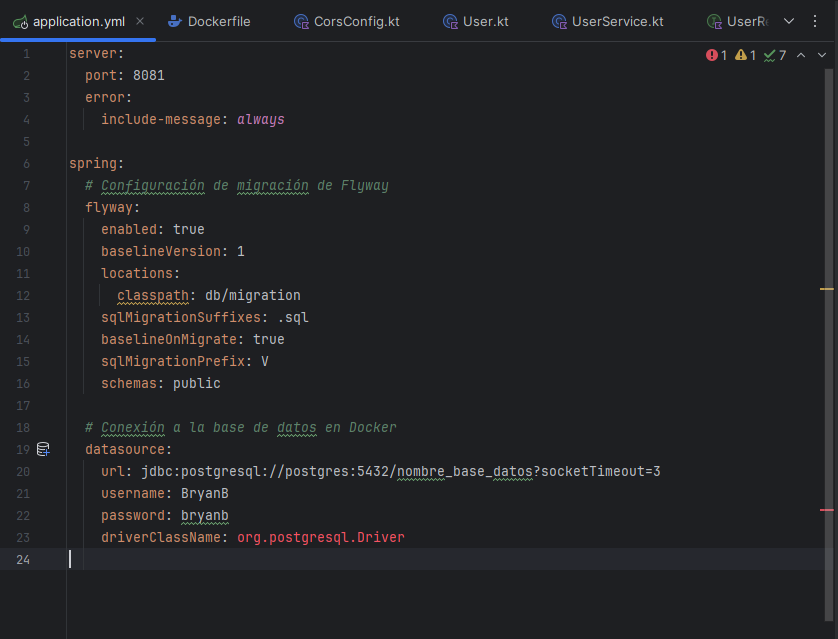 application.yml Dockerfile CorsConfig.kt User.kt UserService.kt UserR
1 7
1 server:
2 port: 8081
3 error:
4 include-message: always
5
6 spring:
7 # Configuración de migración de Flyway
8 flyway:
9 enabled: true
10 baselineVersion: 1
11 locations:
12 classpath: db/migration
13 sqlMigrationSuffixes: .sql
14 baselineOnMigrate: true
15 sqlMigrationPrefix: V
16 schemas: public
17
18 # Conexión a la base de datos en Docker
19 datasource:
20 url: jdbc:postgresql://postgres:5432/nombre_base_datos?socketTimeout=3
21 username: BryanB
22 password: bryanb
23 driverClassName: org.postgresql.Driver
24